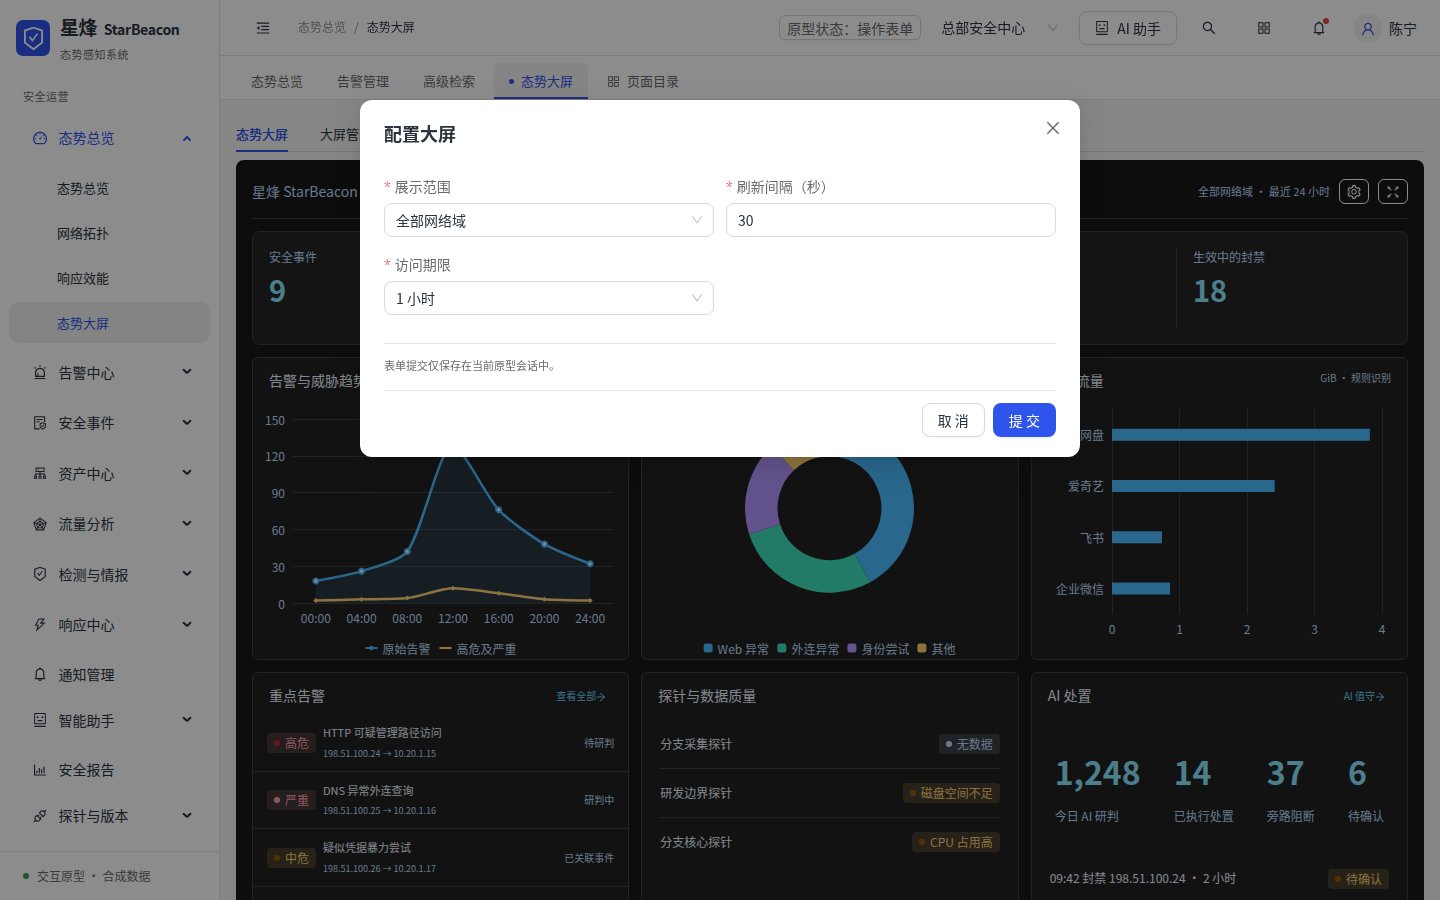 星烽 StarBeacon
态势感知系统
安全运营
态势总览
态势总览
网络拓扑
响应效能
态势大屏
告警中心
安全事件
资产中心
流量分析
检测与情报
响应中心
通知管理
智能助手
安全报告
探针与版本
交互原型 · 合成数据
态势总览 / 态势大屏
原型状态：操作表单
总部安全中心
AI 助手
陈宁
态势总览 告警管理 高级检索 态势大屏 页面目录
态势大屏 大屏管
星烽 StarBeacon
全部网络域 · 最近 24 小时
安全事件
9
生效中的封禁
18
配置大屏
* 展示范围
全部网络域
* 刷新间隔（秒）
30
* 访问期限
1 小时
表单提交仅保存在当前原型会话中。
取 消 提 交
告警与威胁趋势
150
120
90
60
30
0
00:00 04:00 08:00 12:00 16:00 20:00 24:00
原始告警 高危及严重
Web 异常 外连异常 身份尝试 其他
流量
GiB · 规则识别
网盘
爱奇艺
飞书
企业微信
0 1 2 3 4
重点告警
查看全部→
高危
HTTP 可疑管理路径访问
198.51.100.24 → 10.20.1.15
待研判
严重
DNS 异常外连查询
198.51.100.25 → 10.20.1.16
研判中
中危
疑似凭据暴力尝试
198.51.100.26 → 10.20.1.17
已关联事件
探针与数据质量
分支采集探针 无数据
研发边界探针 磁盘空间不足
分支核心探针 CPU 占用高
AI 处置
AI 值守→
1,248 14 37 6
今日 AI 研判 已执行处置 旁路阻断 待确认
09:42 封禁 198.51.100.24 · 2 小时 待确认